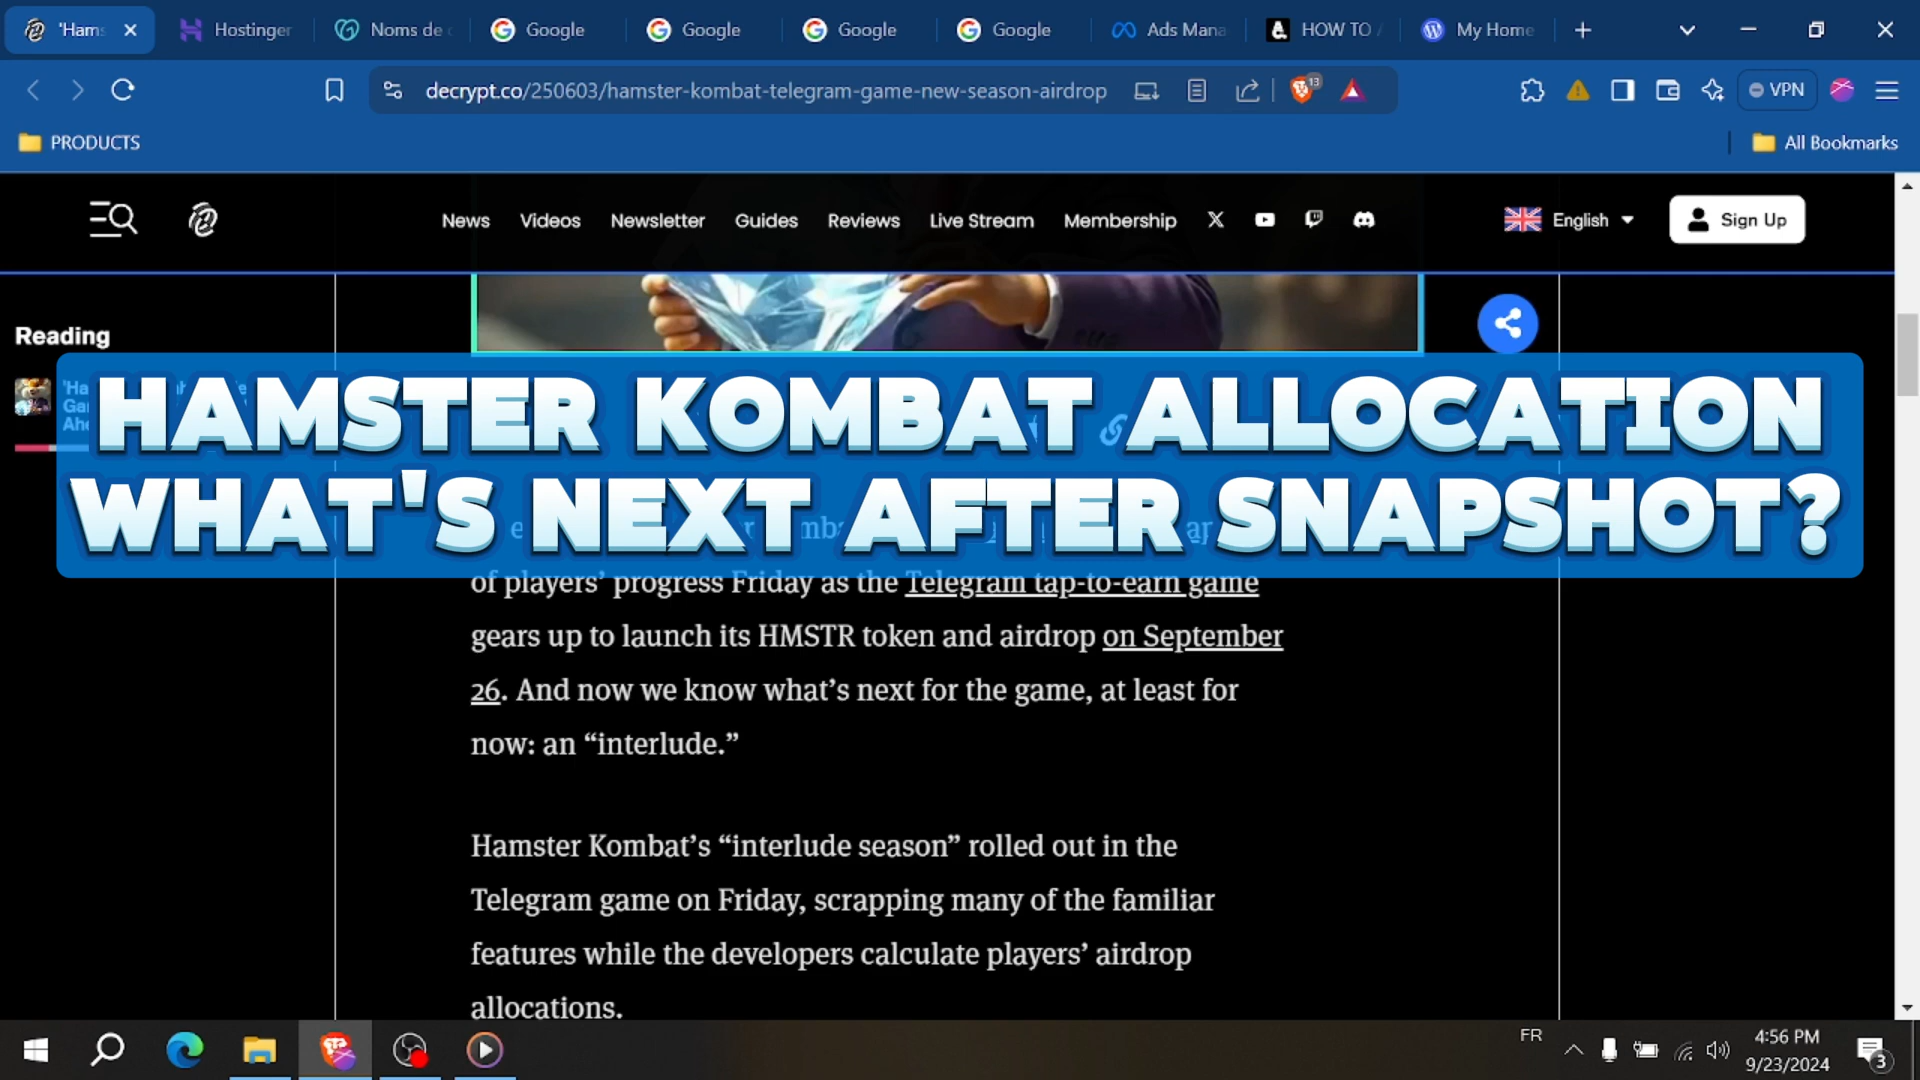 'Hams
Hostinger
Noms de
Google
Google
Google
Google
Ads Mana
HOW TO
My Home
decrypt.co/250603/hamster-kombat-telegram-game-new-season-airdrop
13
VPN
PRODUCTS
All Bookmarks
News
Videos
Newsletter
Guides
Reviews
Live Stream
Membership
English
Sign Up
Reading
HAMSTER KOMBAT ALLOCATION
WHAT'S NEXT AFTER SNAPSHOT?
of players’ progress Friday as the Telegram tap-to-earn game
gears up to launch its HMSTR token and airdrop on September
26. And now we know what’s next for the game, at least for
now: an “interlude.”
Hamster Kombat’s “interlude season” rolled out in the
Telegram game on Friday, scrapping many of the familiar
features while the developers calculate players’ airdrop
allocations.
FR
4:56 PM
9/23/2024
3